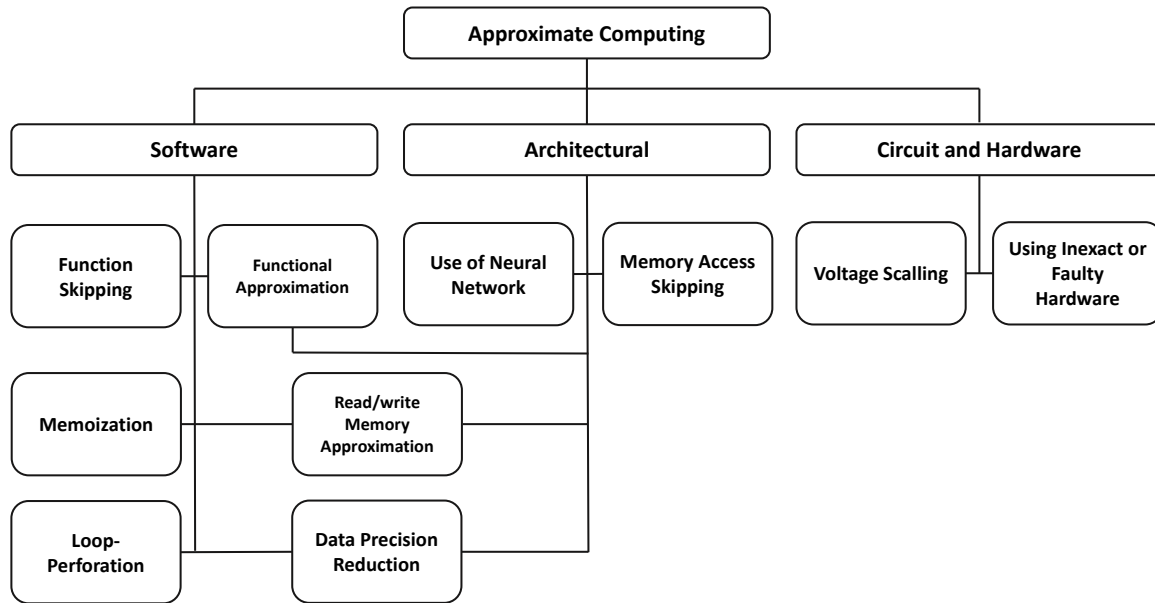 Approximate Computing
Software
Architectural
Circuit and Hardware
Function
Skipping
Functional
Approximation
Use of Neural
Network
Memory Access
Skipping
Voltage Scalling
Using Inexact or
Faulty
Hardware
Memoization
Read/write
Memory
Approximation
Loop-
Perforation
Data Precision
Reduction